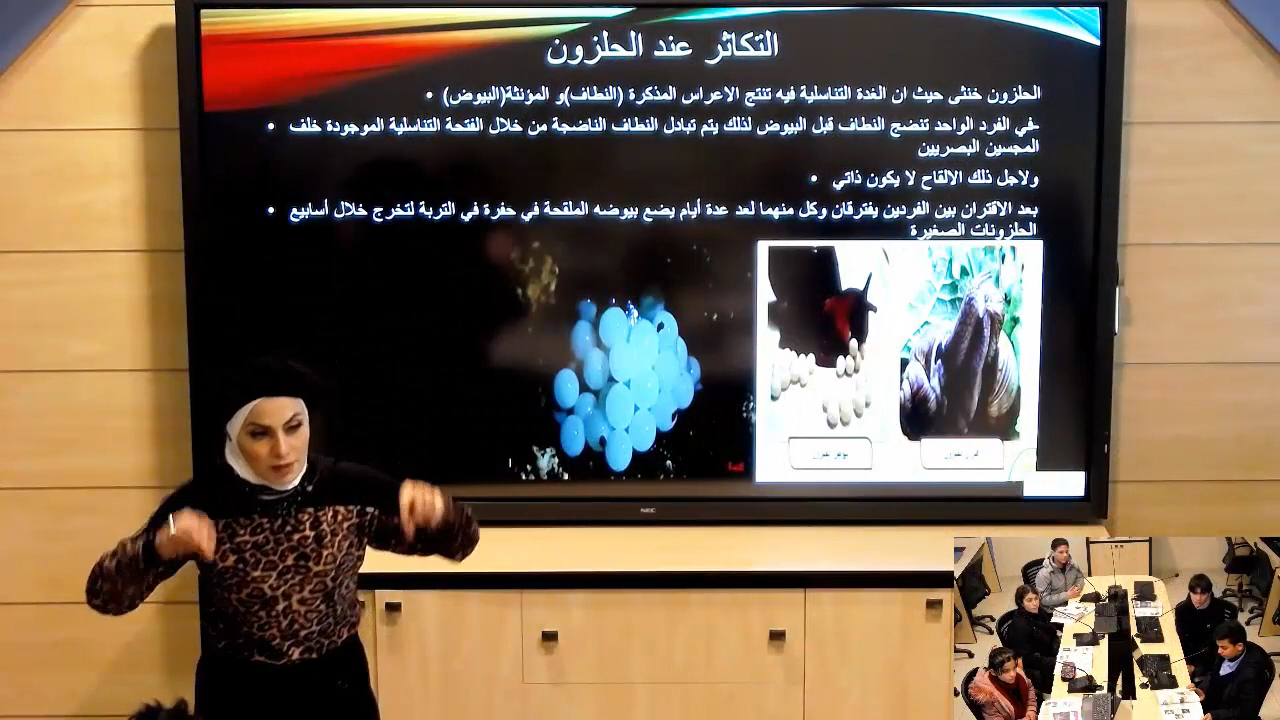 التكاثر عند الحلزون
الحلزون خنثى حيث ان الغدة التناسلية فيه تنتج الاعراس المذكرة (النطاف)و المؤنثة(البيوض) •
في الفرد الواحد تنضج النطاف قبل البيوض لذلك يتم تبادل النطاف الناضجة من خلال الفتحة التناسلية الموجودة خلف •
المجسين البصريين
ولاجل ذلك الالقاح لا يكون ذاتي •
بعد الاقتران بين الفردين يفترقان وكل منهما لعد عدة أيام يضع بيوضه الملقحة في حفرة في التربة لتخرج خلال أسابيع •
الحلزونات الصغيرة
NEC